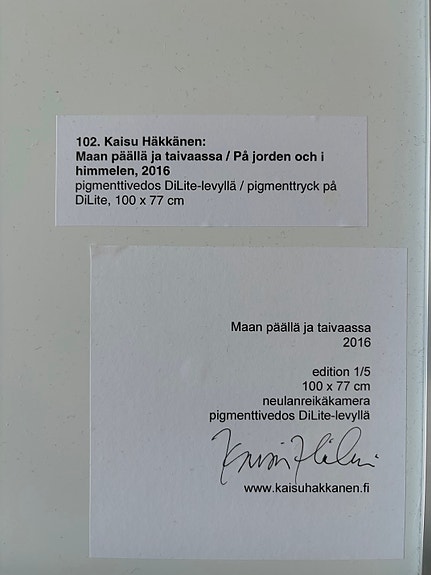 102. Kaisu Häkkänen:
Maan päällä ja taivaassa / På jorden och i
himmelen, 2016
pigmenttivedos DiLite-levyllä / pigmenttryck på
DiLite, 100 x 77 cm
Maan päällä ja taivaassa
2016
edition 1/5
100 x 77 cm
neulanreikäkamera
pigmenttivedos DiLite-levyllä
www.kaisuhakkanen.fi